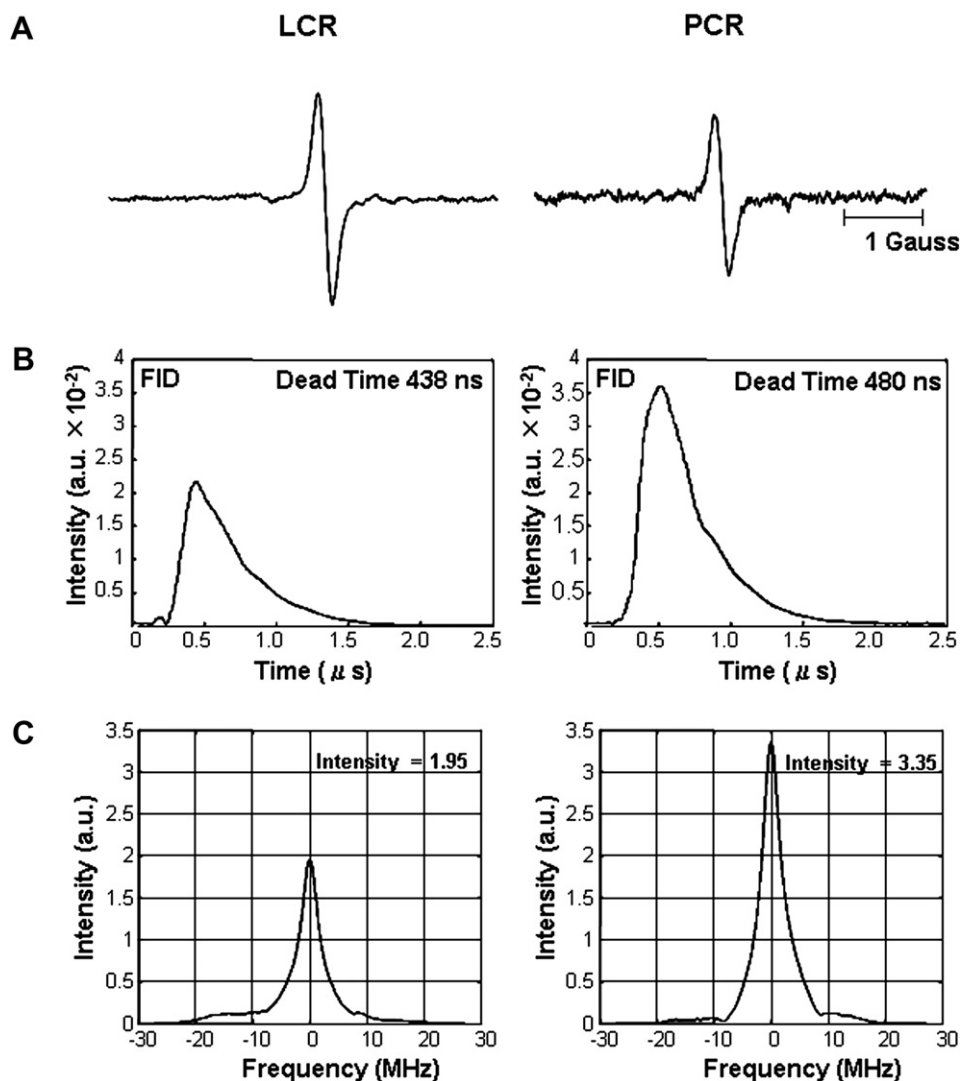 A
LCR
PCR
1 Gauss
B
Intensity (a.u. ×10-2)
4
3.5
3
2.5
2
1.5
1
0.5
FID
Dead Time 438 ns
0
0.5
1.0
1.5
2.0
2.5
Time ( μ s)
Intensity (a.u. ×10-2)
4
3.5
3
2.5
2
1.5
1
0.5
FID
Dead Time 480 ns
0
0.5
1.0
1.5
2.0
2.5
Time ( μ s)
C
Intensity (a.u.)
3.5
3
2.5
2
1.5
1
0.5
0
Intensity = 1.95
-30
-20
-10
0
10
20
30
Frequency (MHz)
Intensity (a.u.)
3.5
3
2.5
2
1.5
1
0.5
0
Intensity = 3.35
-30
-20
-10
0
10
20
30
Frequency (MHz)